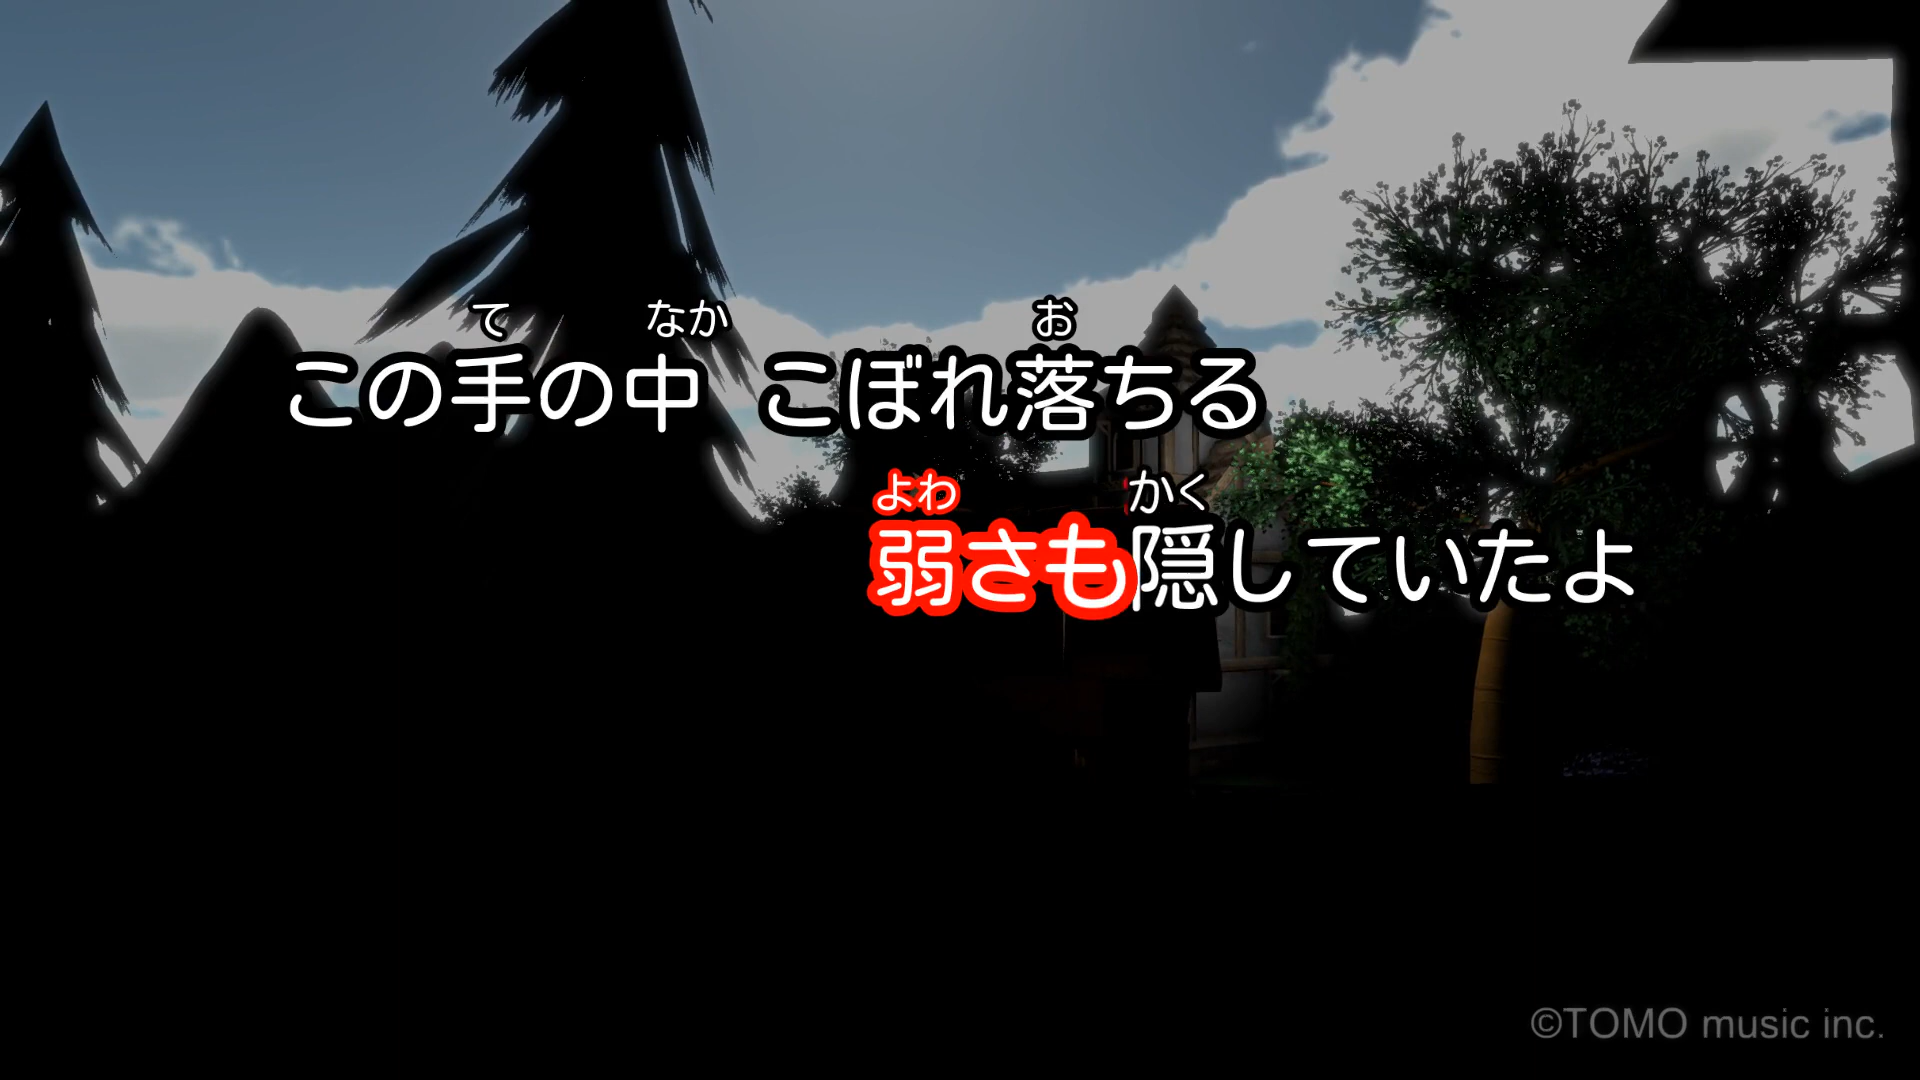 て なか お
この手の中 こぼれ落ちる
よわ かく
弱さも隠していたよ
©TOMO music inc.